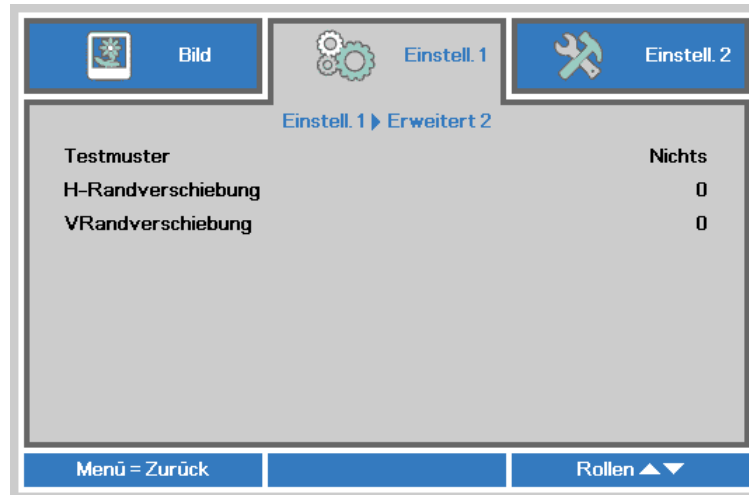 Bild
Einstell. 1
Einstell. 2
Einstell. 1 ▶ Erweitert 2
Testmuster Nichts
H-Randverschiebung 0
VRandverschiebung 0
Menü = Zurück
Rollen ▲▼